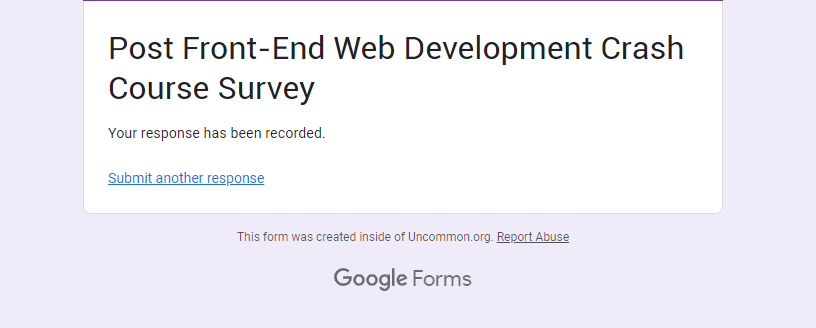 Post Front-End Web Development Crash
Course Survey
Your response has been recorded.
Submit another response
This form was created inside of Uncommon.org. Report Abuse
Google Forms